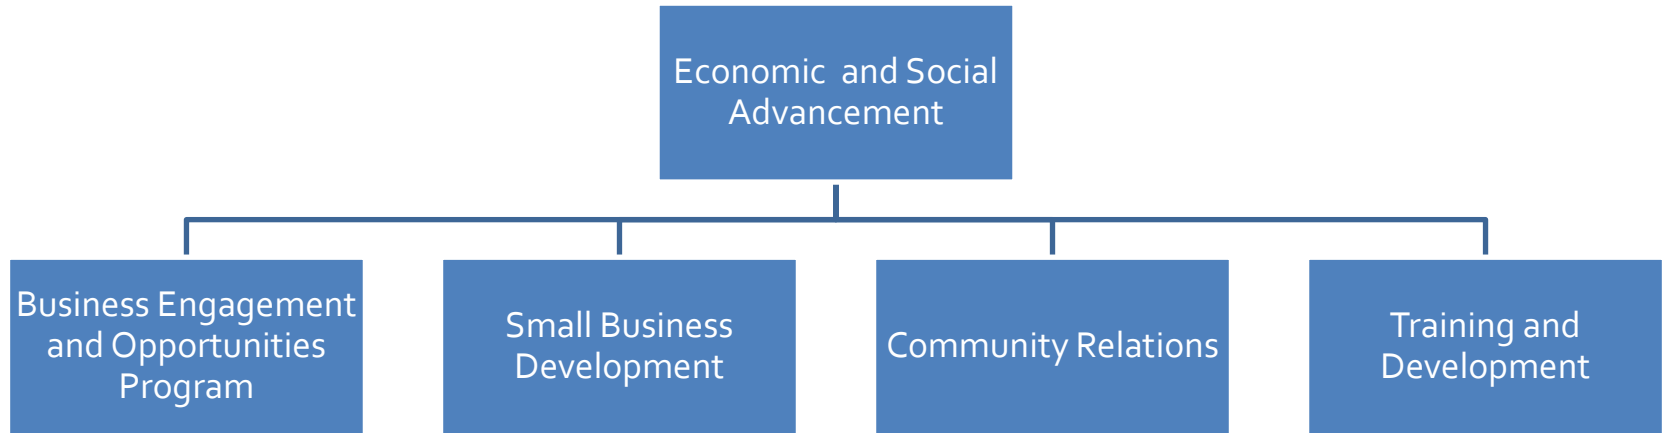 Economic and Social
Advancement
Business Engagement
and Opportunities
Program
Small Business
Development
Community Relations
Training and
Development